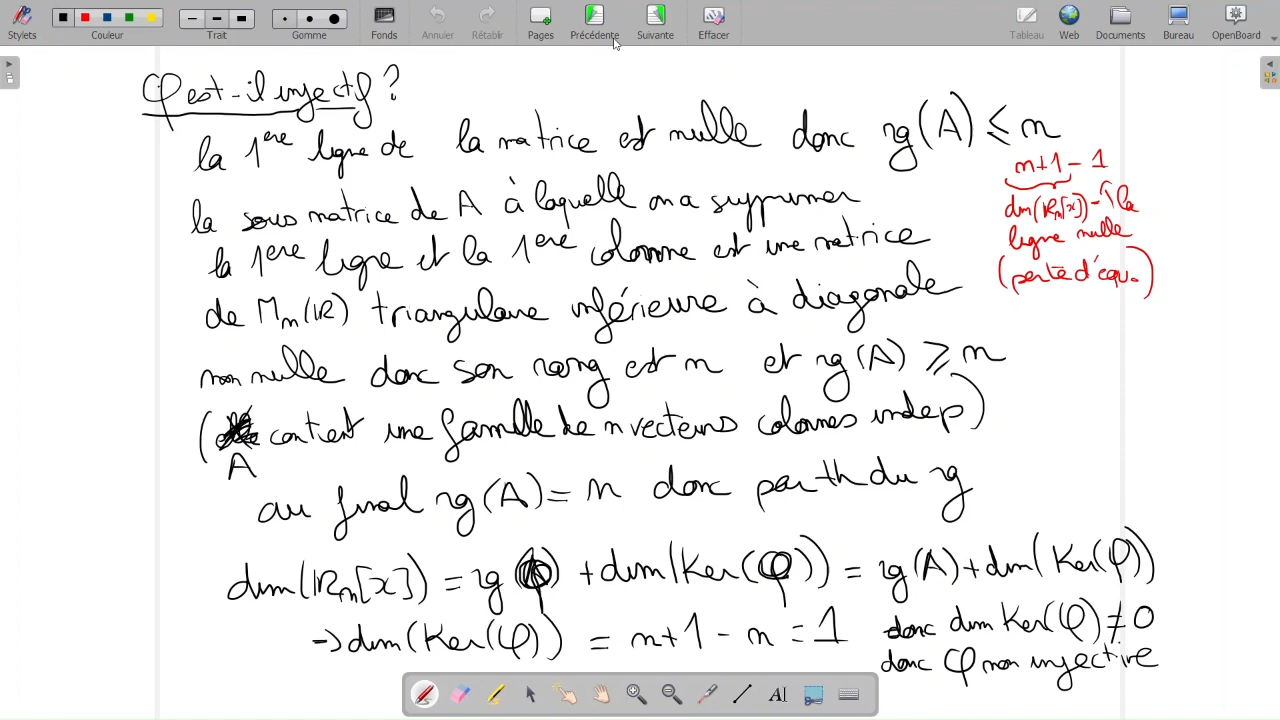 Stylets Couleur Trait Gomme Fonds Annuler Rétablir Pages Précédente Suivante Effacer Tableau Web Documents Bureau OpenBoard
φ est-il injectif ?
la 1ere ligne de la matrice est nulle donc rg(A) ≤ n
n+1 - 1
dim(ℝn[x]) - 1 la
ligne nulle
(perte d'équ.)
la sous matrice de A à laquelle on a supprimer
la 1ere ligne et la 1ere colonne est une matrice
de Mn(ℝ) triangulaire inférieure à diagonale
non nulle donc son rang est n et rg(A) ≥ n
(A contient une famille de n vecteurs colonnes indep)
au final rg(A) = n donc par th du rg
dim(ℝn[x]) = rg(φ) + dim(Ker(φ)) = rg(A) + dim(Ker(φ))
→ dim(Ker(φ)) = n+1 - n = 1 donc dim Ker(φ) ≠ 0
donc φ non injective
AI